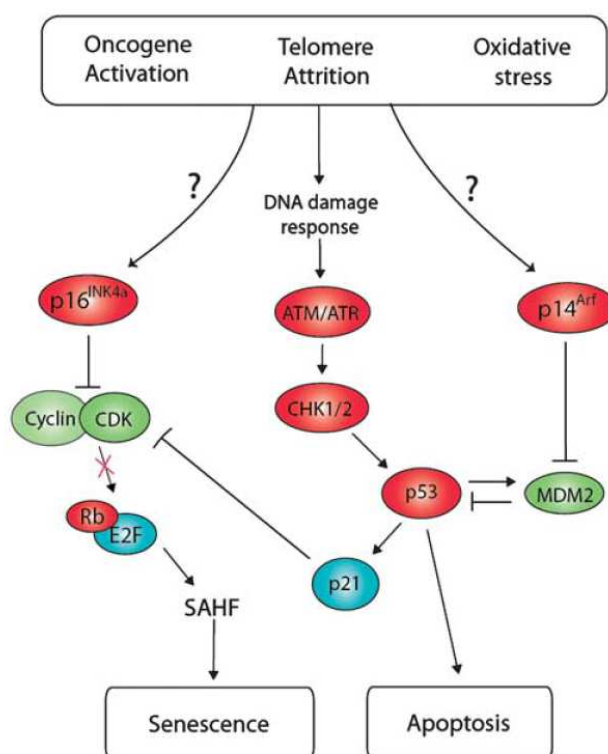 Oncogene
Activation
Telomere
Attrition
Oxidative
stress
?
?
DNA damage
response
p16INK4a
ATM/ATR
p14Arf
Cyclin
CDK
CHK1/2
p53
MDM2
Rb
E2F
p21
SAHF
Senescence
Apoptosis